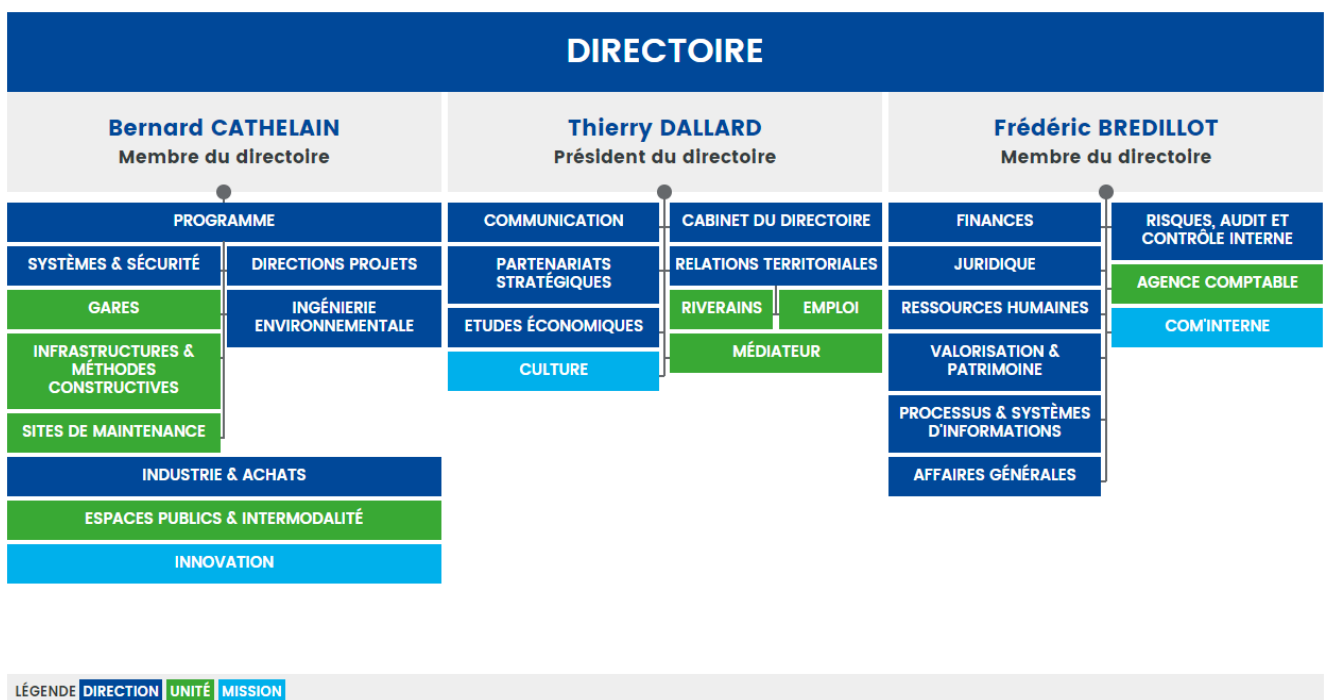 DIRECTOIRE
Bernard CATHELAIN
Membre du directoire
PROGRAMME
SYSTÈMES & SÉCURITÉ
DIRECTIONS PROJETS
GARES
INGÉNIERIE
ENVIRONNEMENTALE
INFRASTRUCTURES &
MÉTHODES
CONSTRUCTIVES
SITES DE MAINTENANCE
INDUSTRIE & ACHATS
ESPACES PUBLICS & INTERMODALITÉ
INNOVATION
Thierry DALLARD
Président du directoire
COMMUNICATION
CABINET DU DIRECTOIRE
PARTENARIATS
STRATÉGIQUES
RELATIONS TERRITORIALES
RIVERAINS
EMPLOI
ETUDES ÉCONOMIQUES
MÉDIATEUR
CULTURE
Frédéric BREDILLOT
Membre du directoire
FINANCES
RISQUES, AUDIT ET
CONTRÔLE INTERNE
JURIDIQUE
AGENCE COMPTABLE
RESSOURCES HUMAINES
COM'INTERNE
VALORISATION &
PATRIMOINE
PROCESSUS & SYSTÈMES
D'INFORMATIONS
AFFAIRES GÉNÉRALES
LÉGENDE DIRECTION UNITÉ MISSION